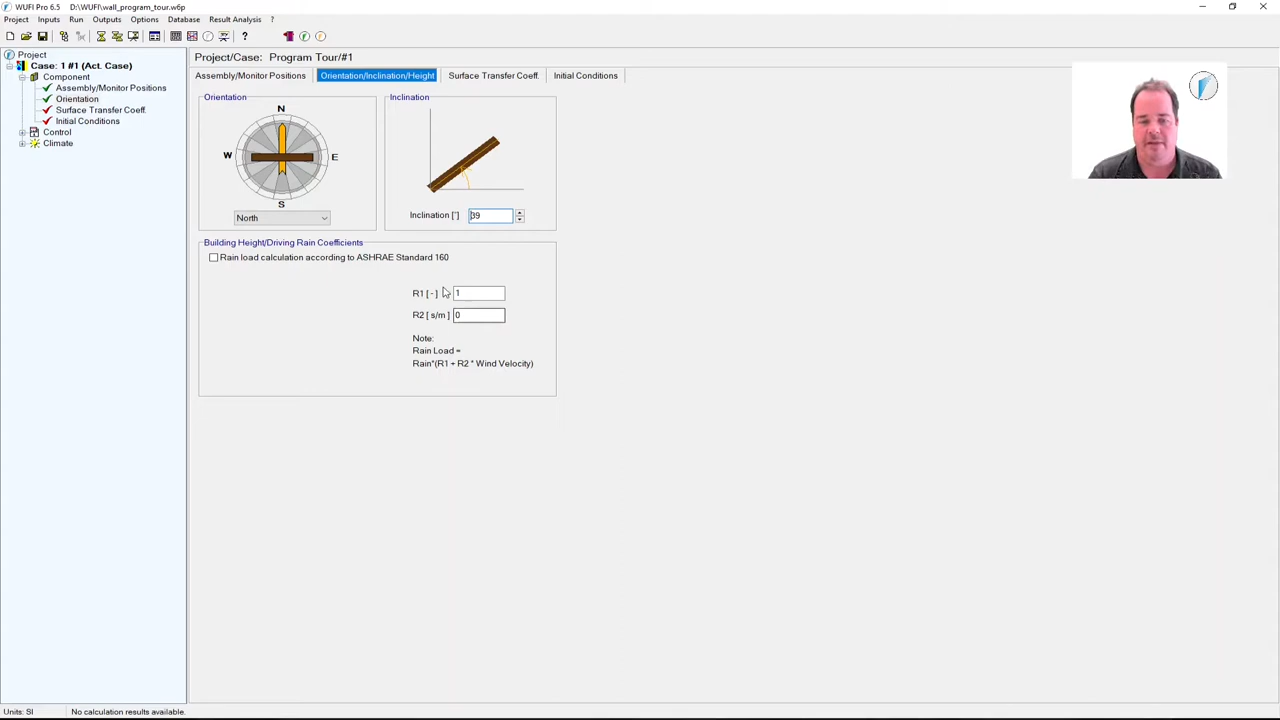 WUFI Pro 6.5 D:\WUFI\wall_program_tour.w6p
Project Inputs Run Outputs Options Database Result Analysis ?
?
Project
Case: 1 #1 (Act. Case)
Component
Assembly/Monitor Positions
Orientation
Surface Transfer Coeff.
Initial Conditions
Control
Climate
Project/Case: Program Tour/#1
Assembly/Monitor Positions Orientation/Inclination/Height Surface Transfer Coeff. Initial Conditions
Orientation
N
W E
S
North
Inclination
Inclination [°] 39
Building Height/Driving Rain Coefficients
Rain load calculation according to ASHRAE Standard 160
R1 [ - ] 1
R2 [ s/m ] 0
Note:
Rain Load =
Rain*(R1 + R2 * Wind Velocity)
Units: SI No calculation results available.